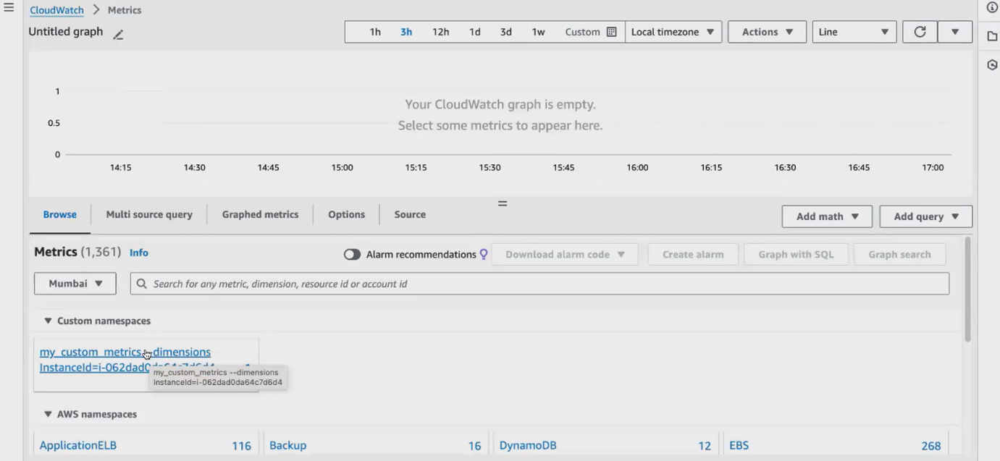 CloudWatch > Metrics
Untitled graph
1h 3h 12h 1d 3d 1w Custom Local timezone Actions Line
Your CloudWatch graph is empty.
Select some metrics to appear here.
1
0.5
0
14:15 14:30 14:45 15:00 15:15 15:30 15:45 16:00 16:15 16:30 16:45 17:00
Browse Multi source query Graphed metrics Options Source Add math Add query
Metrics (1,361) Info Alarm recommendations Download alarm code Create alarm Graph with SQL Graph search
Mumbai Search for any metric, dimension, resource id or account id
Custom namespaces
my_custom_metrics --dimensions
InstanceId=i-062dad0da64c7d6d4 1
my_custom_metrics --dimensions
InstanceId=i-062dad0da64c7d6d4
AWS namespaces
ApplicationELB 116 Backup 16 DynamoDB 12 EBS 268